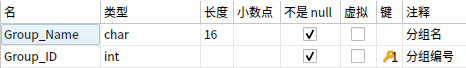 名 类型 长度 小数点 不是 null 虚拟 键 注释
Group_Name char 16 分组名
Group_ID int 1 分组编号